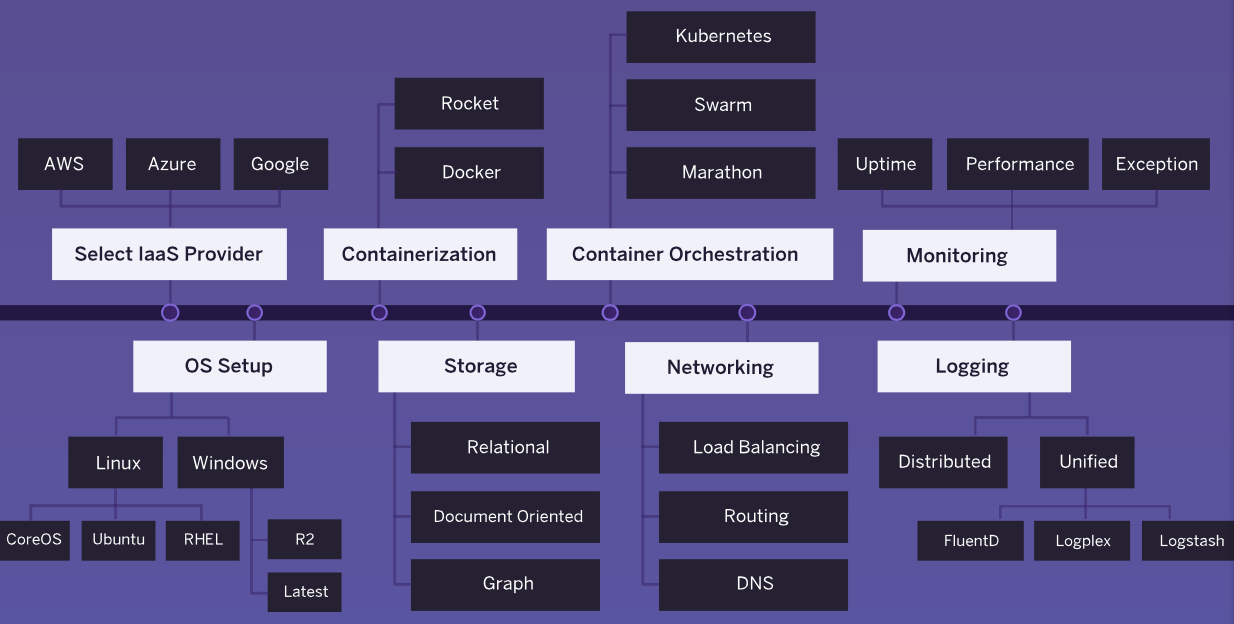 Kubernetes
Rocket
Swarm
AWS
Azure
Google
Docker
Marathon
Uptime
Performance
Exception
Select IaaS Provider
Containerization
Container Orchestration
Monitoring
OS Setup
Storage
Networking
Logging
Linux
Windows
Relational
Load Balancing
Distributed
Unified
CoreOS
Ubuntu
RHEL
R2
Document Oriented
Routing
FluentD
Logplex
Logstash
Latest
Graph
DNS